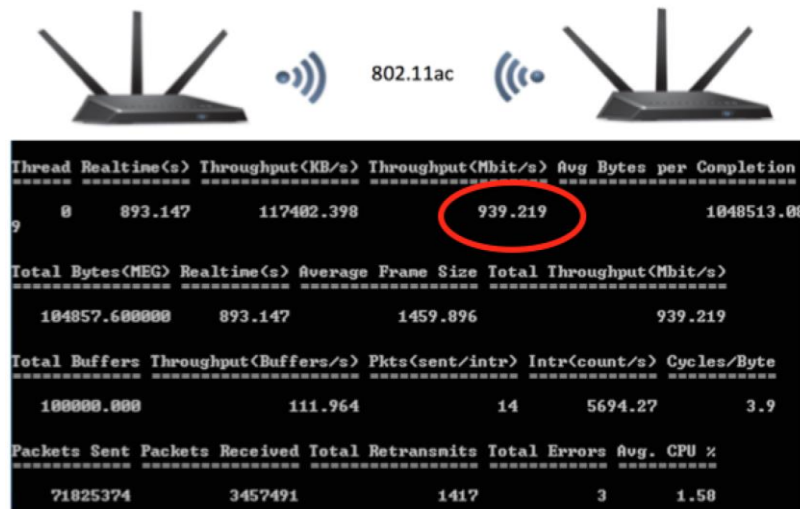 802.11ac
Thread Realtime(s) Throughput(KB/s) Throughput(Mbit/s) Avg Bytes per Completion
0 893.147 117402.398 939.219 1048513.08
9
Total Bytes(MEG) Realtime(s) Average Frame Size Total Throughput(Mbit/s)
104857.600000 893.147 1459.896 939.219
Total Buffers Throughput(Buffers/s) Pkts(sent/intr) Intr(count/s) Cycles/Byte
100000.000 111.964 14 5694.27 3.9
Packets Sent Packets Received Total Retransmits Total Errors Avg. CPU %
71825374 3457491 1417 3 1.58